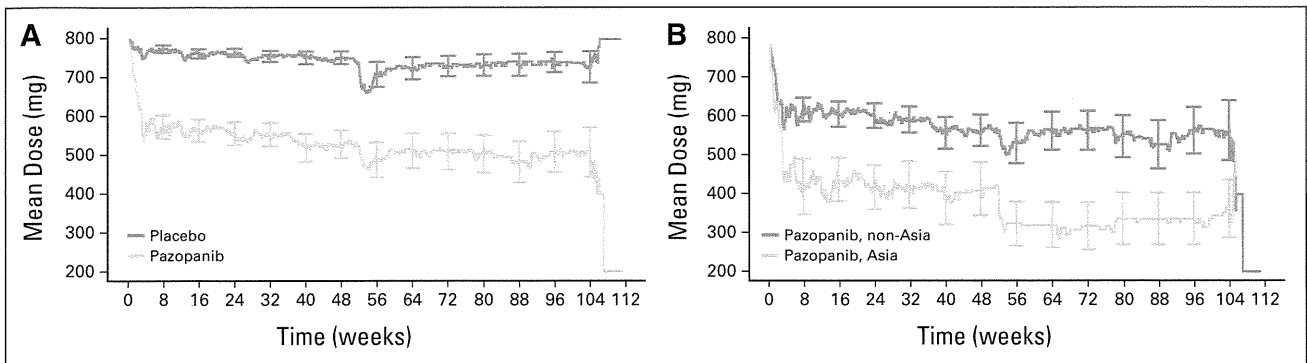 A
800
700
600
500
400
300
200
Mean Dose (mg)
Placebo
Pazopanib
0 8 16 24 32 40 48 56 64 72 80 88 96 104 112
Time (weeks)
B
800
700
600
500
400
300
200
Mean Dose (mg)
Pazopanib, non-Asia
Pazopanib, Asia
0 8 16 24 32 40 48 56 64 72 80 88 96 104 112
Time (weeks)